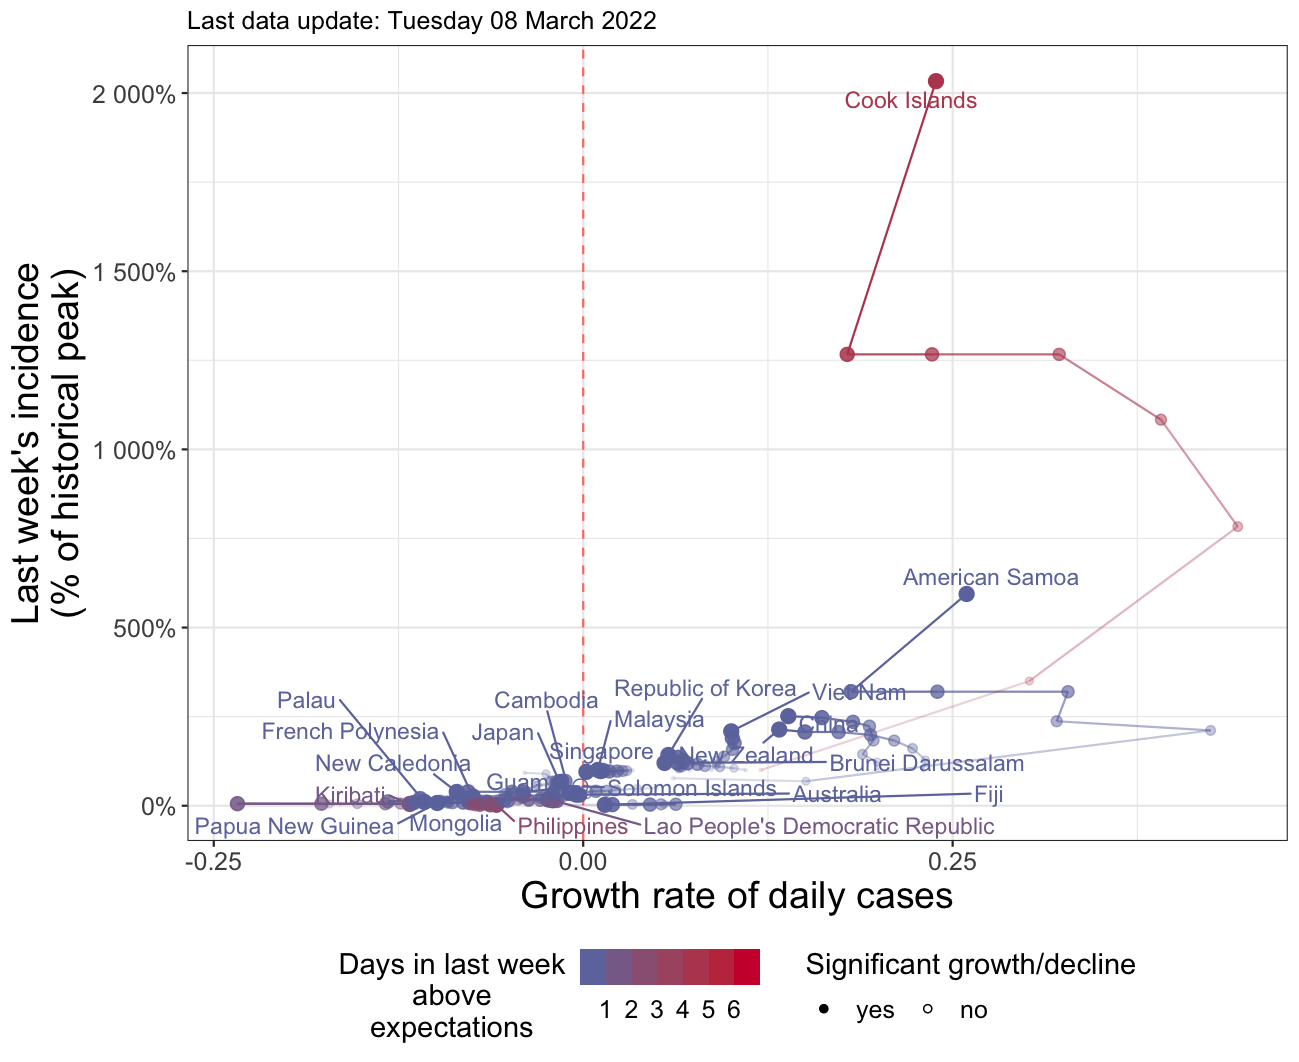 Last data update: Tuesday 08 March 2022
Last week's incidence
(% of historical peak)
2 000%
1 500%
1 000%
500%
0%
Cook Islands
American Samoa
Republic of Korea
Viet Nam
Palau
Cambodia
Malaysia
China
French Polynesia
Japan
Singapore
New Zealand
New Caledonia
Brunei Darussalam
Guam
Solomon Islands
Kiribati
Australia
Fiji
Papua New Guinea
Mongolia
Philippines
Lao People's Democratic Republic
-0.25
0.00
0.25
Growth rate of daily cases
Days in last week
above
expectations
1 2 3 4 5 6
Significant growth/decline
yes
no